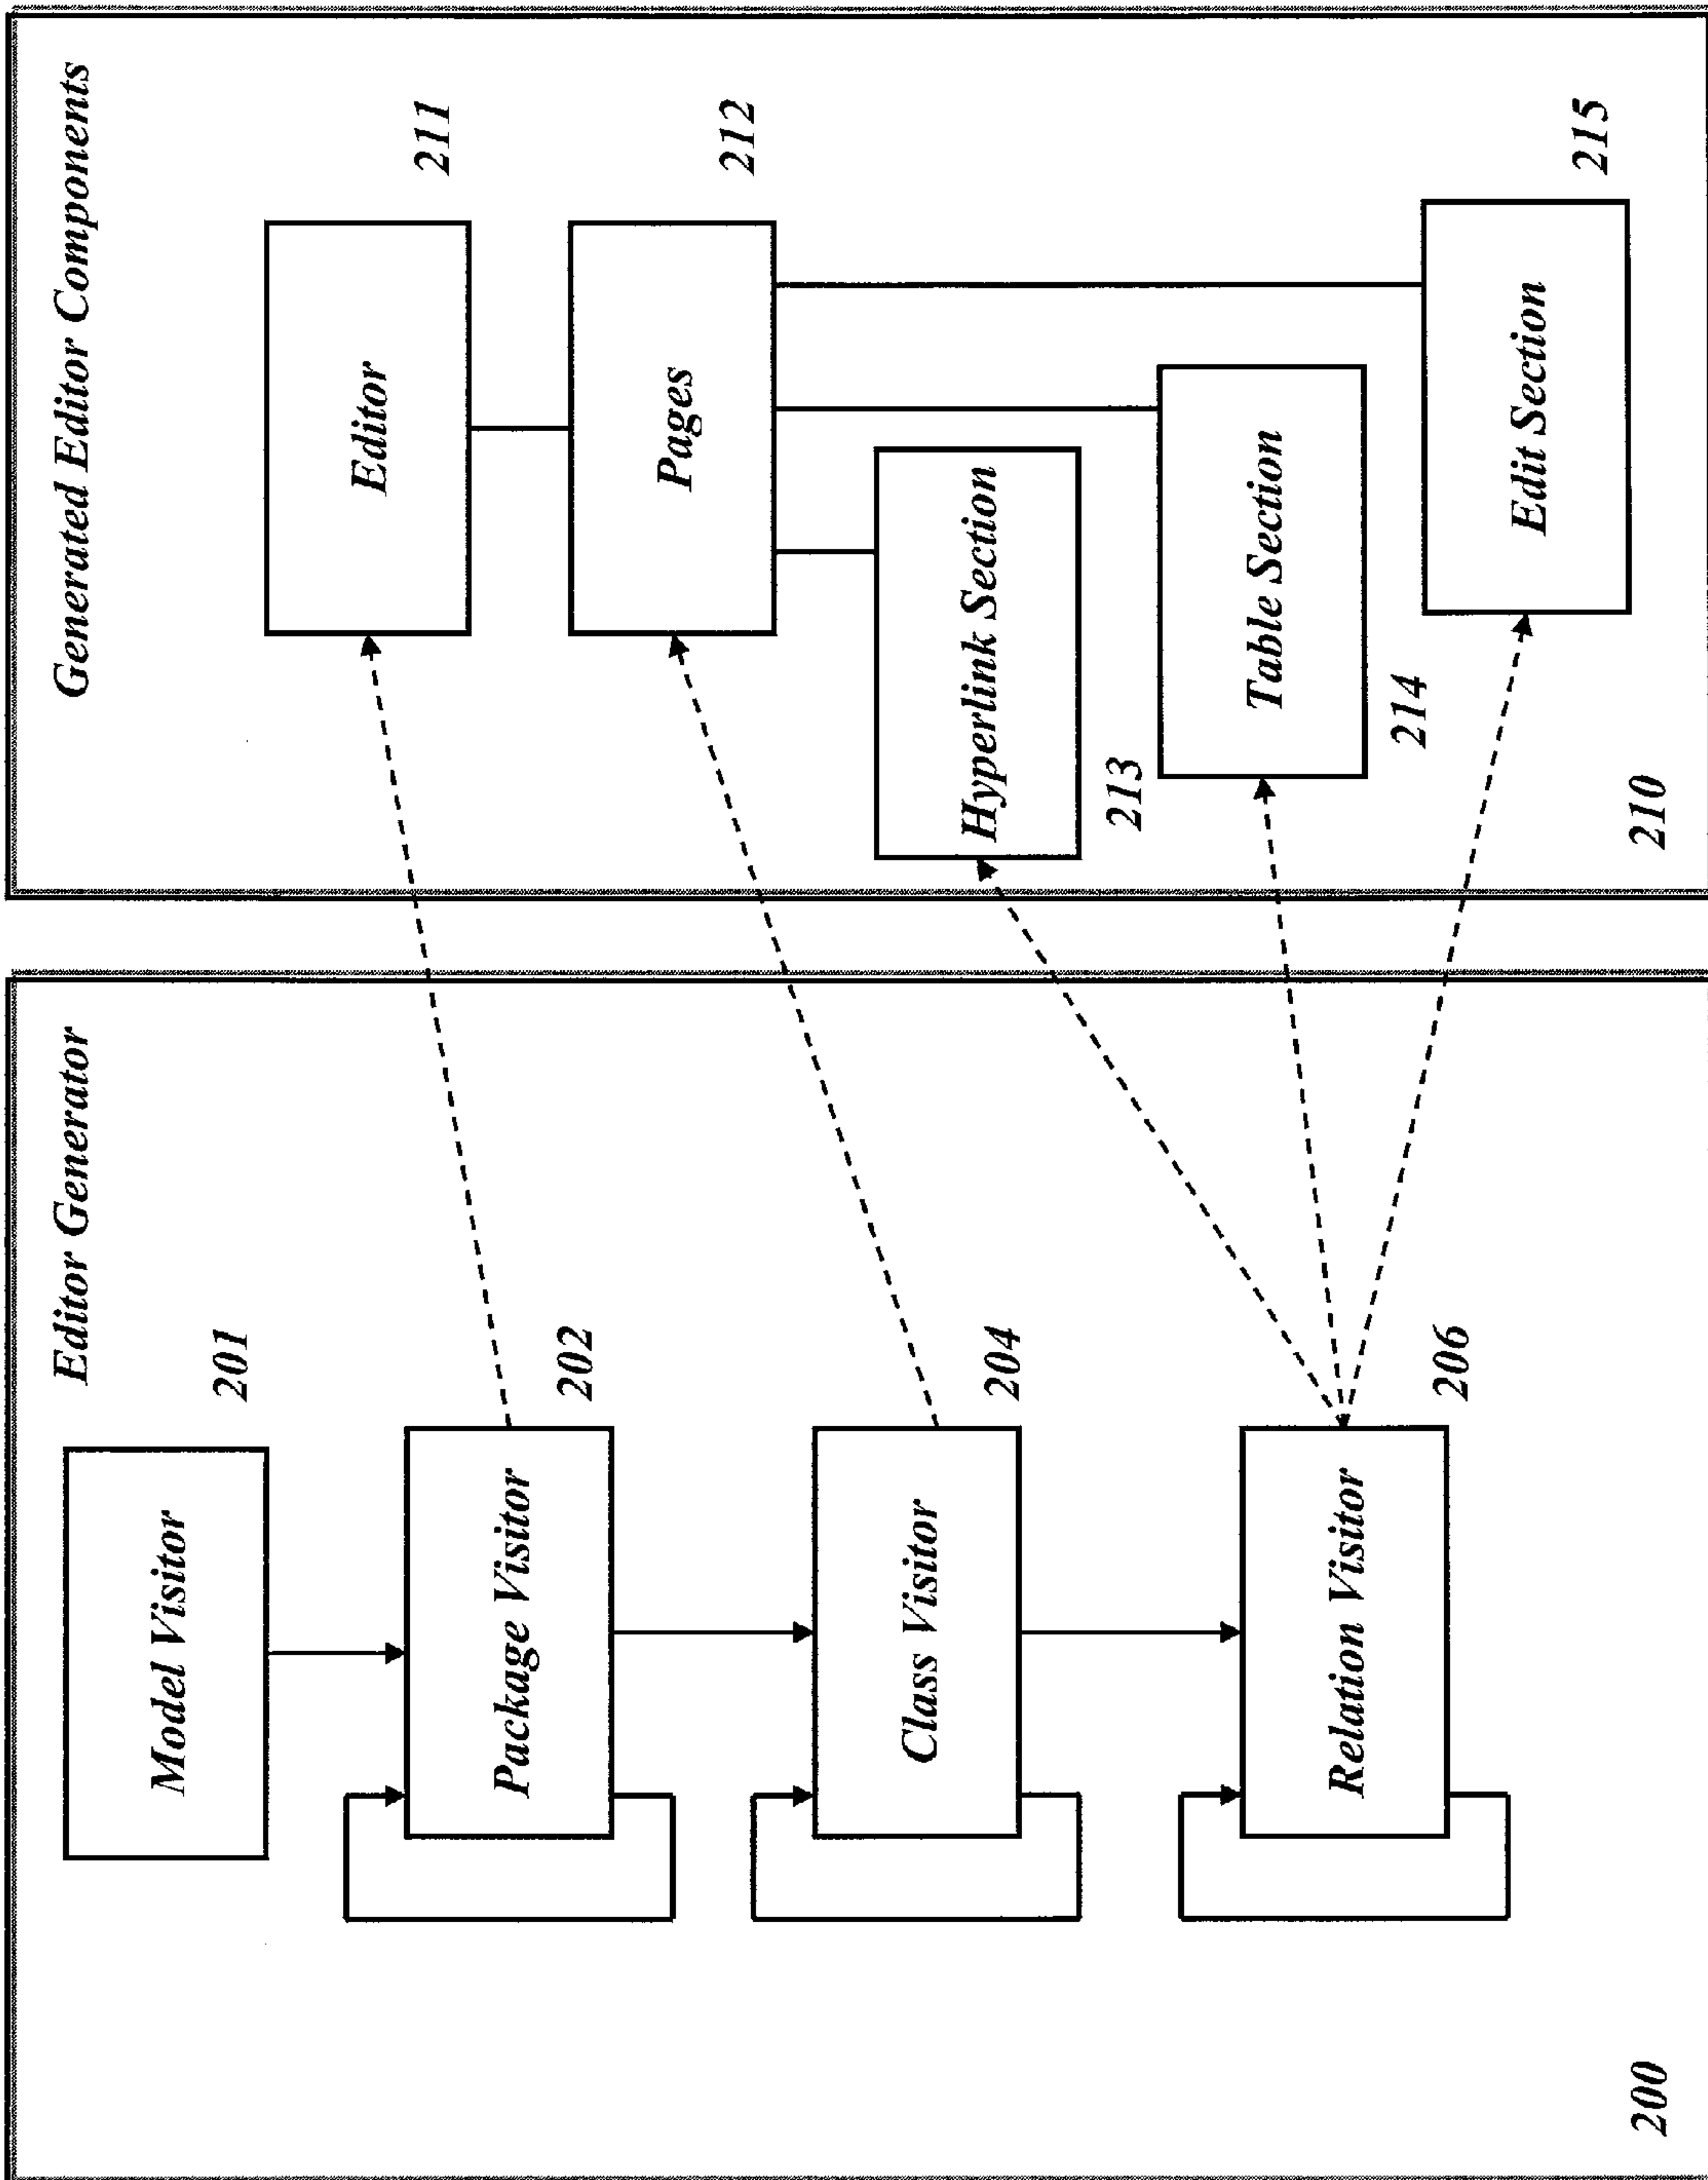 Editor Generator
Model Visitor
201
Package Visitor
202
Class Visitor
204
Relation Visitor
206
200
Generated Editor Components
Editor
211
Pages
212
Hyperlink Section
213
Table Section
214
Edit Section
215
210